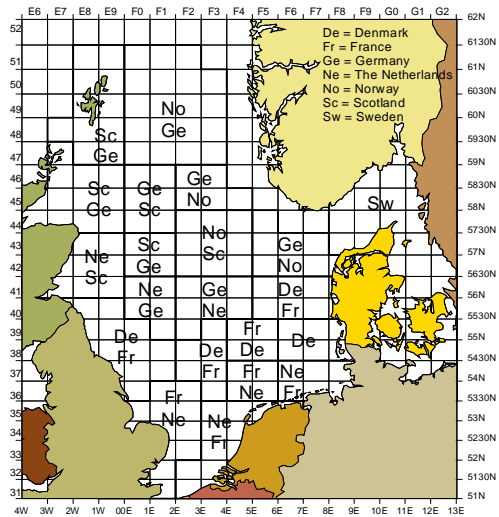 E6 E7 E8 E9 F0 F1 F2 F3 F4 F5 F6 F7 F8 F9 G0 G1 G2
62N
52
De = Denmark
Fr = France
6130N
51
Ge = Germany
61N
Ne = The Netherlands
50
No = Norway
6030N
Sc = Scotland
49
No
60N
Sw = Sweden
48
Sc Ge
5930N
47
Ge
59N
46
Ge
Sc Ge No
5830N
45
Ge Sc Sw
58N
44
No
5730N
43
Sc Sc Ge
57N
Ne Ge No
42
Sc
5630N
41
Ne Ge De
56N
Ge Ne Fr
40
Fr
5530N
39
De De
55N
Fr De De
38
5430N
Fr Fr Ne
37
54N
Fr Ne Fr
36
5330N
35
Ne Ne
53N
34
Fr
5230N
33
52N
32
5130N
31
51N
4W 3W 2W 1W 00E 1E 2E 3E 4E 5E 6E 7E 8E 9E 10E 11E 12E 13E